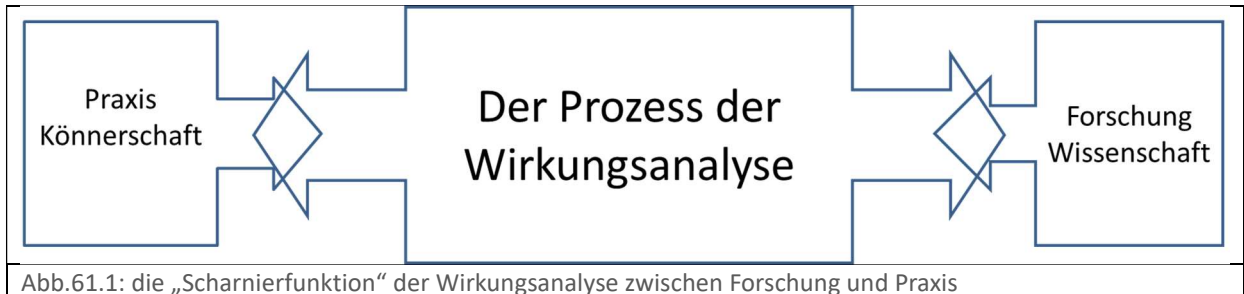 Praxis
Könnerschaft
Der Prozess der
Wirkungsanalyse
Forschung
Wissenschaft
Abb.61.1: die „Scharnierfunktion“ der Wirkungsanalyse zwischen Forschung und Praxis